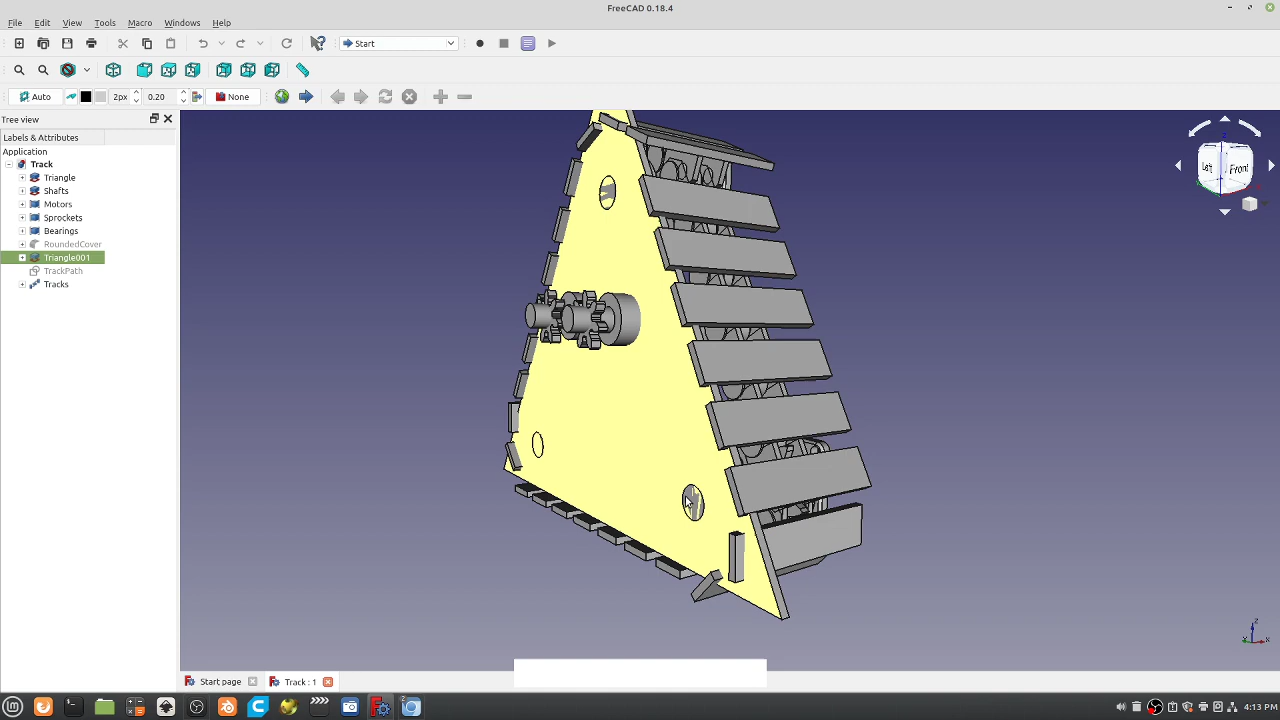 FreeCAD 0.18.4
File Edit View Tools Macro Windows Help
Start
Auto 2px 0.20 None
Tree view
Labels & Attributes
Application
Track
Triangle
Shafts
Motors
Sprockets
Bearings
RoundedCover
Triangle001
TrackPath
Tracks
Left Front
Z
X
Start page Track : 1
4:13 PM